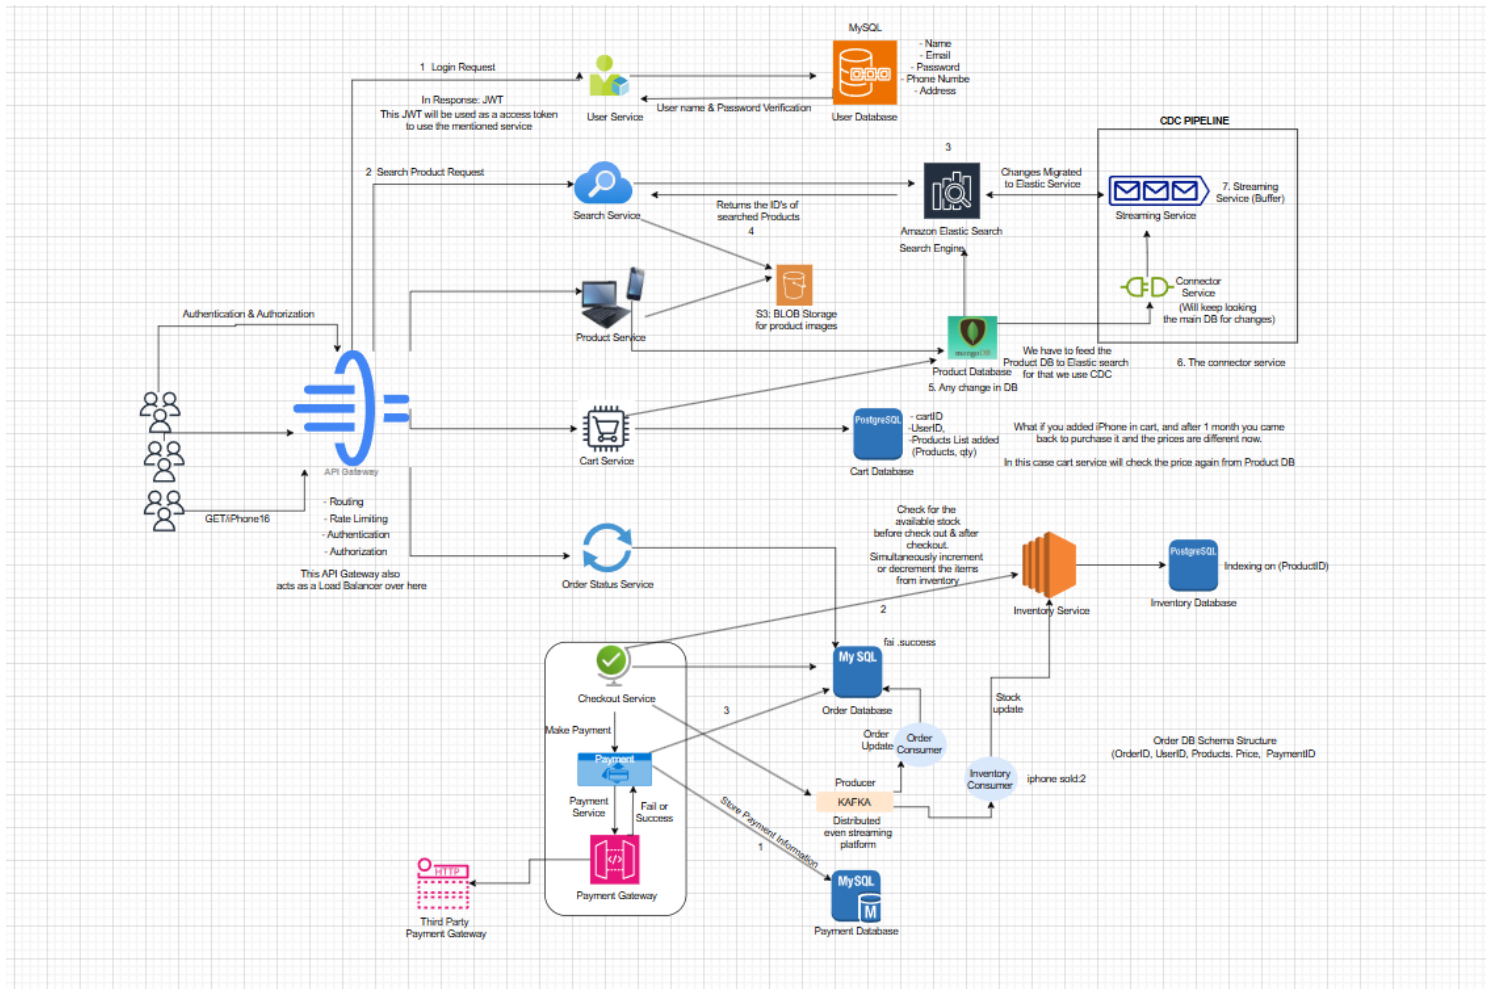 MySQL
- Name
- Email
- Password
- Phone Numbe
- Address
1 Login Request
In Response: JWT
This JWT will be used as a access token
to use the mentioned service
User Service
User name & Password Verification
User Database
CDC PIPELINE
3
2 Search Product Request
Search Service
Returns the ID's of
searched Products
4
Amazon Elastic Search
Search Engine
Changes Migrated
to Elastic Service
7. Streaming
Service (Buffer)
Streaming Service
Connector
Service
(Will keep looking
the main DB for changes)
S3: BLOB Storage
for product images
Product Service
Authentication & Authorization
mongoDB
Product Database
5. Any change in DB
We have to feed the
Product DB to Elastic search
for that we use CDC
6. The connector service
API Gateway
GET/iPhone16
- Routing
- Rate Limiting
- Authentication
- Authorization
This API Gateway also
acts as a Load Balancer over here
Cart Service
PostgreSQL
Cart Database
- cartID
-UserID,
-Products List added
(Products, qty)
What if you added iPhone in cart, and after 1 month you came
back to purchase it and the prices are different now.
In this case cart service will check the price again from Product DB
Order Status Service
Check for the
available stock
before check out & after
checkout.
Simultaneously increment
or decrement the items
from inventory
2
Inventory Service
PostgreSQL
Indexing on (ProductID)
Inventory Database
fai .success
My SQL
Order Database
Checkout Service
Make Payment
3
Payment
Payment
Service
Fail or
Success
Payment Gateway
HTTP
Third Party
Payment Gateway
Order
Update
Order
Consumer
Producer
KAFKA
Distributed
even streaming
platform
Stock
update
Inventory
Consumer
iphone sold:2
Order DB Schema Structure
(OrderID, UserID, Products. Price, PaymentID
Store Payment Information
1
MySQL
M
Payment Database